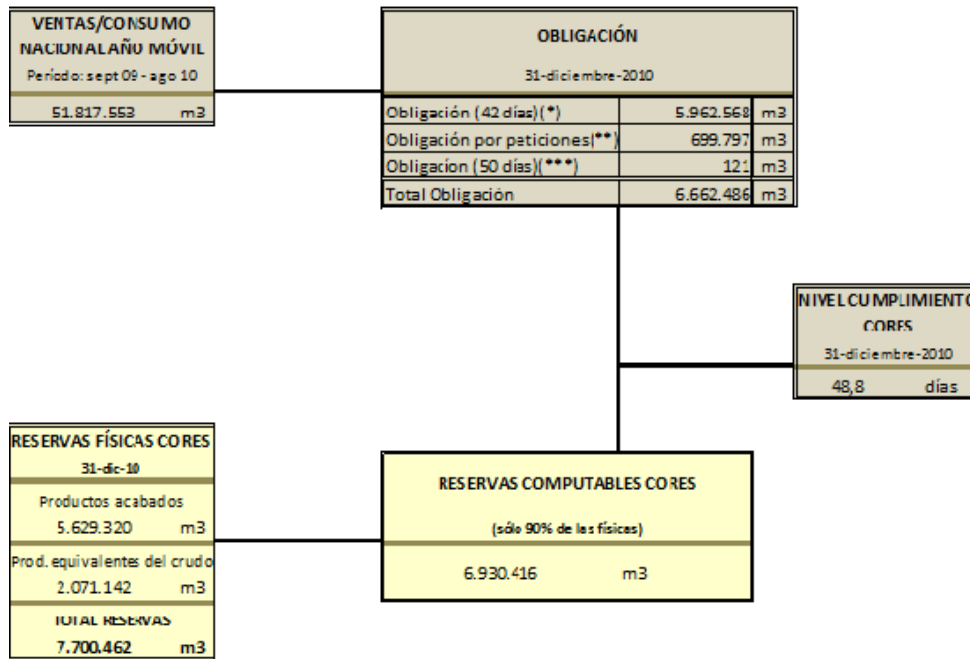 VENTAS/CONSUMO
NACIONAL AÑO MÓVIL
Período: sept 09 - ago 10
51.817.553 m3
OBLIGACIÓN
31-diciembre-2010
Obligación (42 días)(*) 5.962.568 m3
Obligación por peticiones(**) 699.797 m3
Obligacion (50 días)(***) 121 m3
Total Obligación 6.662.486 m3
NIVEL CUMPLIMIENTO
CORES
31-diciembre-2010
48,8 días
RESERVAS FÍSICAS CORES
31-dic-10
Productos acabados
5.629.320 m3
Prod. equivalentes del crudo
2.071.142 m3
TOTAL RESERVAS
7.700.462 m3
RESERVAS COMPUTABLES CORES
(sólo 90% de las físicas)
6.930.416 m3